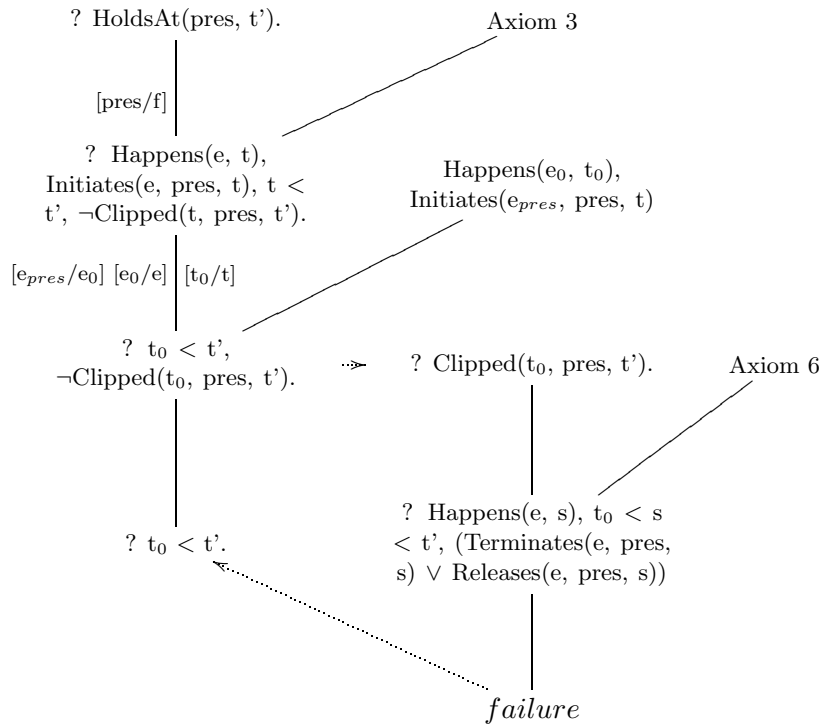 ? HoldsAt(pres, t’).
Axiom 3
[pres/f]
? Happens(e, t),
Initiates(e, pres, t), t <
t’, ¬Clipped(t, pres, t’).
Happens(e₀, t₀),
Initiates(eₚᵣₑₛ, pres, t)
[eₚᵣₑₛ/e₀] [e₀/e] [t₀/t]
? t₀ < t’,
¬Clipped(t₀, pres, t’).
? Clipped(t₀, pres, t’).
Axiom 6
? t₀ < t’.
? Happens(e, s), t₀ < s
< t’, (Terminates(e, pres,
s) ∨ Releases(e, pres, s))
failure